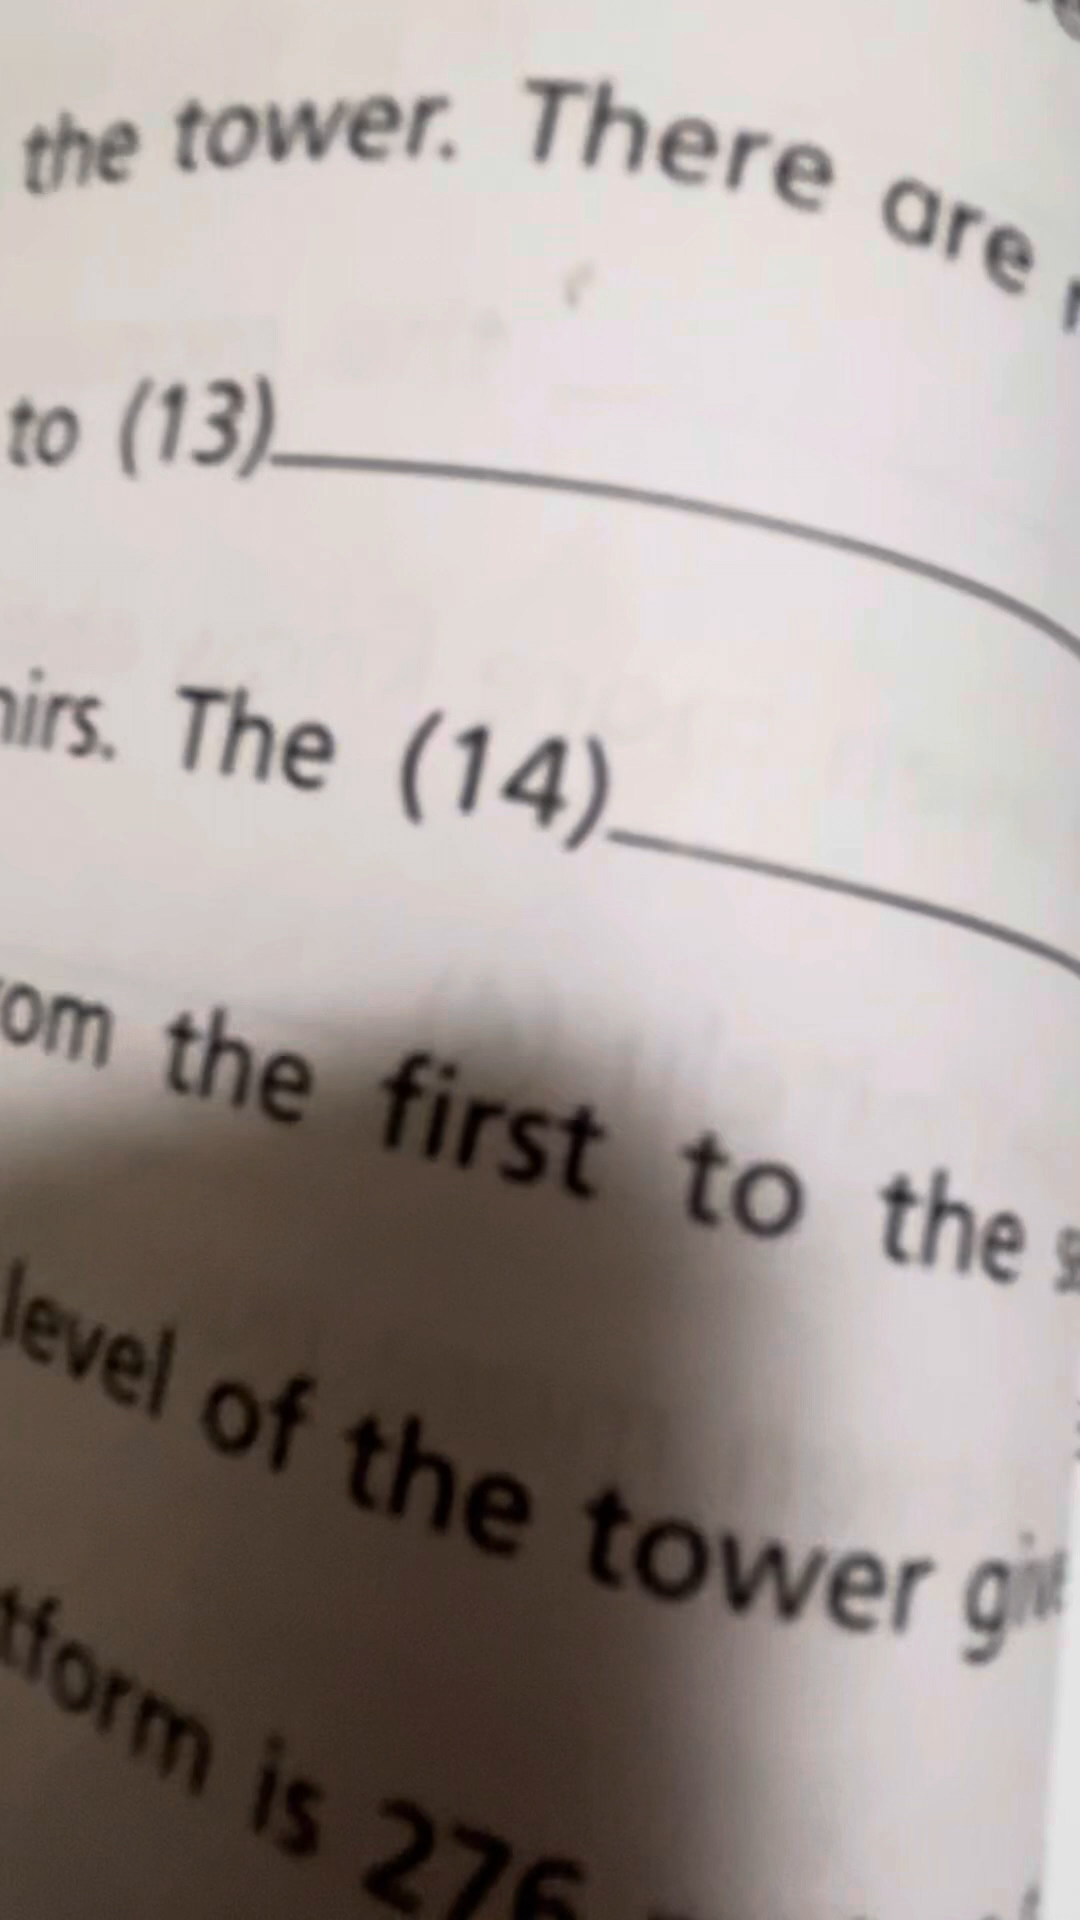 the tower. There are
to (13)
irs. The (14)
om the first to the
level of the tower
tform is 276